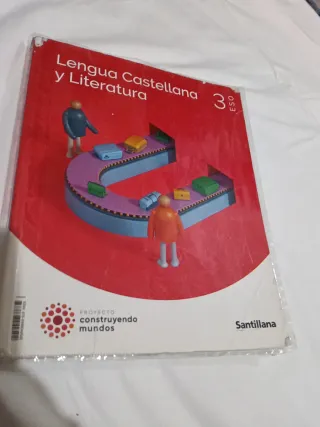 Lengua Castellana
y Literatura
3
ESO
PROYECTO
construyendo
mundos
Santillana